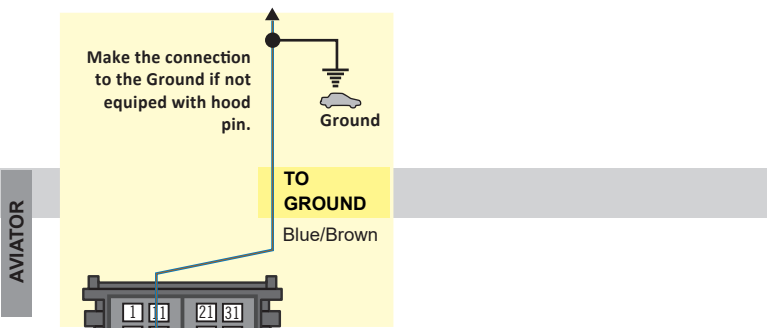 Make the connection
to the Ground if not
equiped with hood
pin.
Ground
TO
GROUND
Blue/Brown
AVIATOR
1 11 21 31